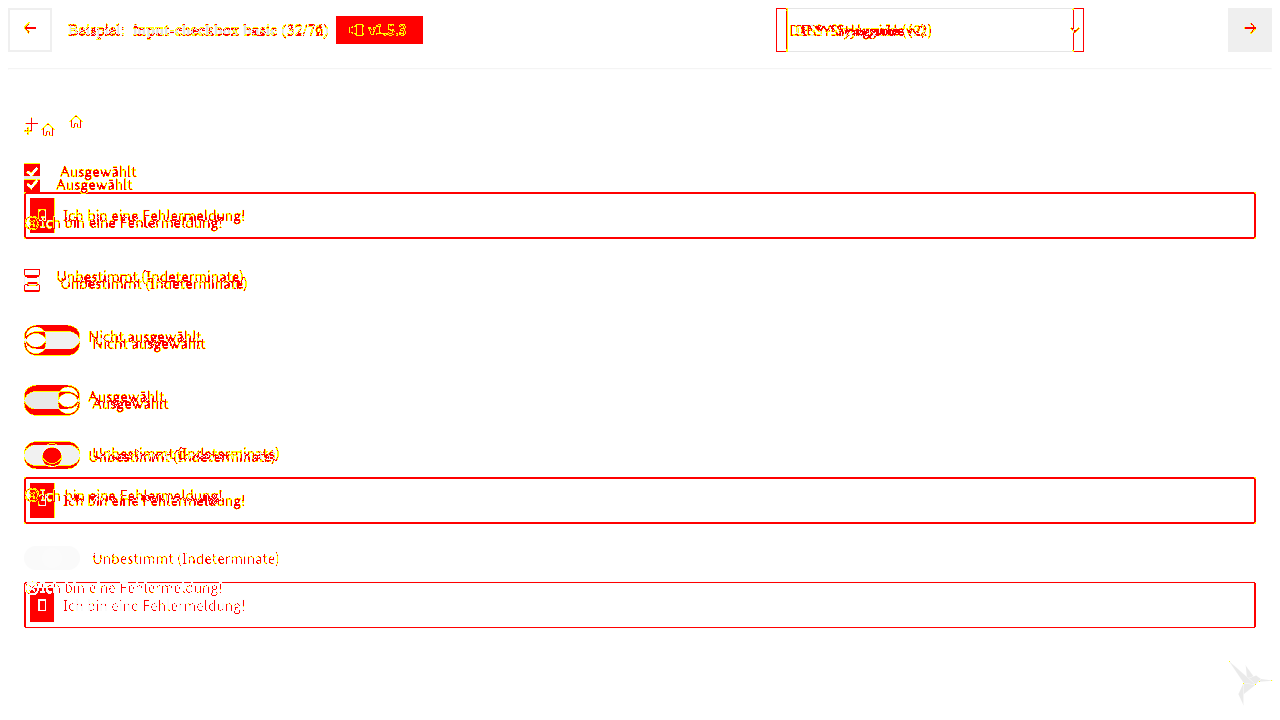 Beispiel: input-checkbox basic (32/76) v1.5.3
Ausgewählt
Ausgewählt
Ich bin eine Fehlermeldung!
Ich bin eine Fehlermeldung!
Unbestimmt (Indeterminate)
Unbestimmt (Indeterminate)
Nicht ausgewählt
Nicht ausgewählt
Ausgewählt
Ausgewählt
Unbestimmt (Indeterminate)
Unbestimmt (Indeterminate)
Ich bin eine Fehlermeldung!
Ich bin eine Fehlermeldung!
Unbestimmt (Indeterminate)
Ich bin eine Fehlermeldung!
Ich bin eine Fehlermeldung!